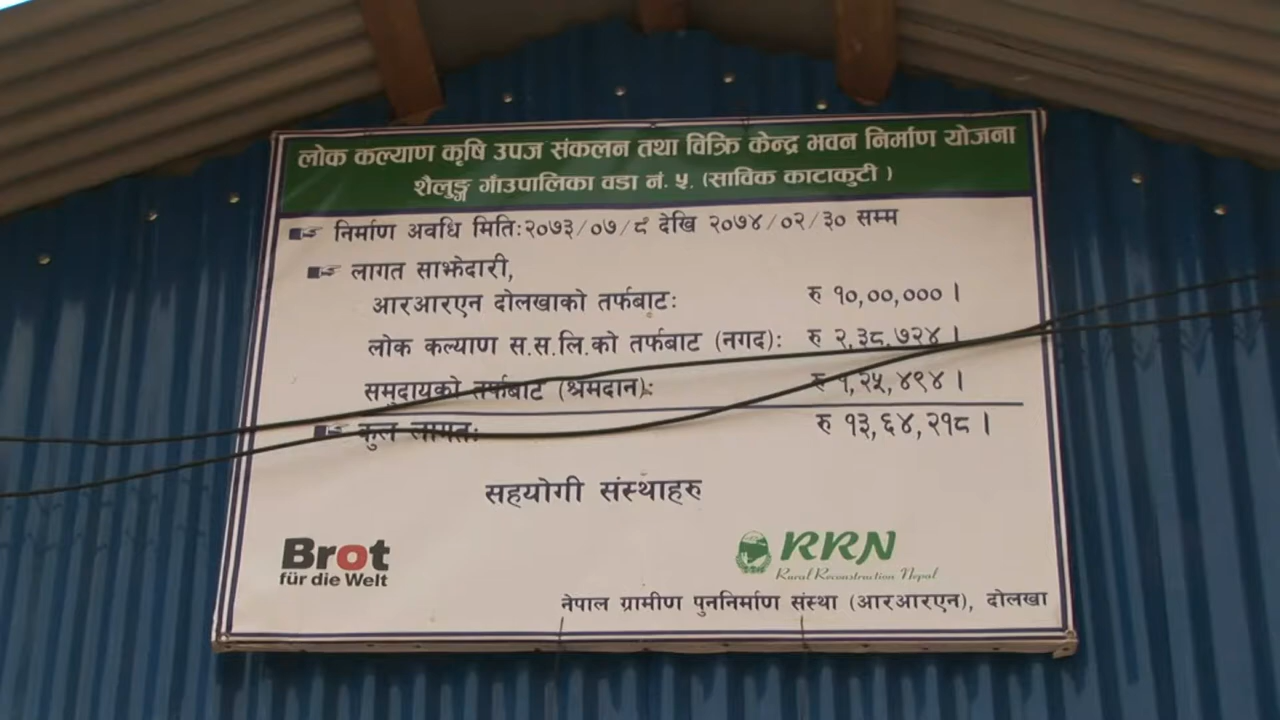 लोक कल्याण कृषि उपज संकलन तथा विक्रि केन्द्र भवन निर्माण योजना
शैलुङ्ग गाँउपालिका वडा नं. ५. (साविक काटाकुटी)
निर्माण अवधि मिति:२०७३/०७/८ देखि २०७४/०२/३० सम्म
लागत साझेदारी,
आरआरएन दोलखाको तर्फबाट: रु १०,००,०००।
लोक कल्याण स.स.लि.को तर्फबाट (नगद): रु २,३८,७२४।
समुदायको तर्फबाट (श्रमदान): रु १,२५,४९४।
कुल लागत: रु १३,६४,२१८।
सहयोगी संस्थाहरु
Brot
für die Welt
RRN
Rural Reconstruction Nepal
नेपाल ग्रामीण पुननिर्माण संस्था (आरआरएन), दोलखा